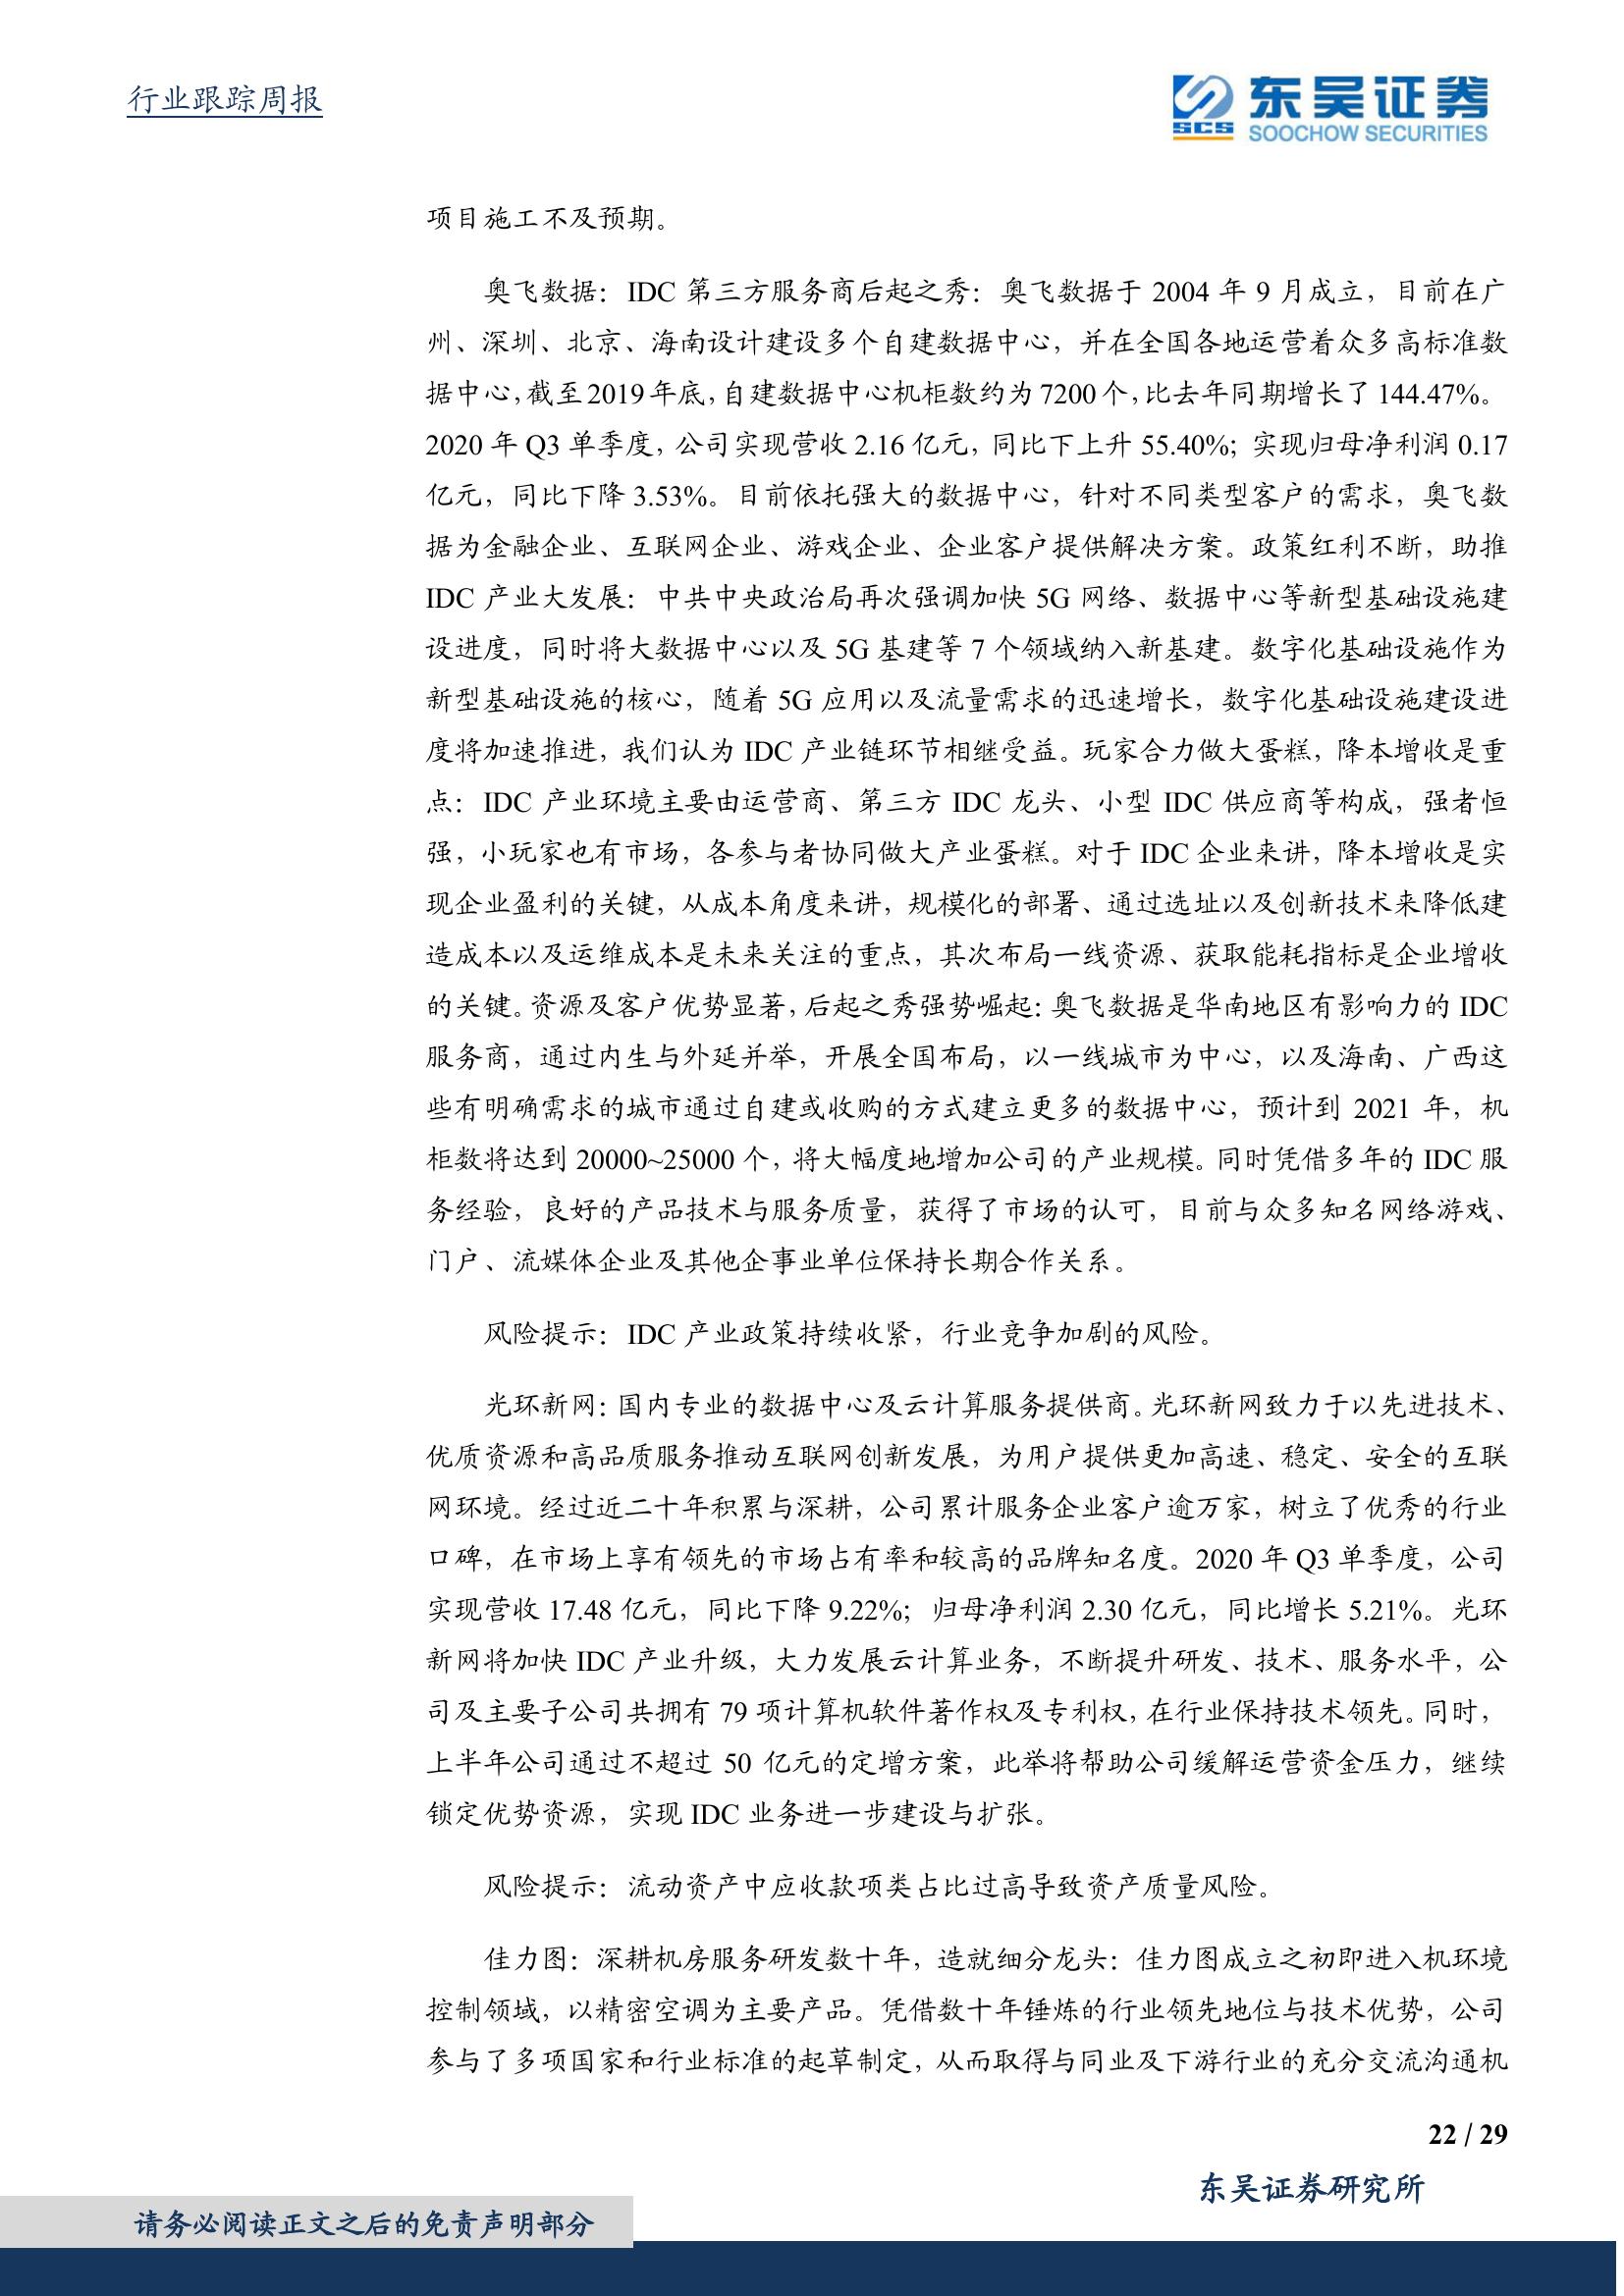 行业跟踪周报
东吴证券
SCS
SOOCHOW SECURITIES
项目施工不及预期。
奥飞数据：IDC 第三方服务商后起之秀：奥飞数据于 2004 年 9 月成立，目前在广
州、深圳、北京、海南设计建设多个自建数据中心，并在全国各地运营着众多高标准数
据中心，截至 2019 年底，自建数据中心机柜数约为 7200 个，比去年同期增长了 144.47%。
2020 年 Q3 单季度，公司实现营收 2.16 亿元，同比下上升 55.40%；实现归母净利润 0.17
亿元，同比下降 3.53%。目前依托强大的数据中心，针对不同类型客户的需求，奥飞数
据为金融企业、互联网企业、游戏企业、企业客户提供解决方案。政策红利不断，助推
IDC 产业大发展：中共中央政治局再次强调加快 5G 网络、数据中心等新型基础设施建
设进度，同时将大数据中心以及 5G 基建等 7 个领域纳入新基建。数字化基础设施作为
新型基础设施的核心，随着 5G 应用以及流量需求的迅速增长，数字化基础设施建设进
度将加速推进，我们认为 IDC 产业链环节相继受益。玩家合力做大蛋糕，降本增收是重
点：IDC 产业环境主要由运营商、第三方 IDC 龙头、小型 IDC 供应商等构成，强者恒
强，小玩家也有市场，各参与者协同做大产业蛋糕。对于 IDC 企业来讲，降本增收是实
现企业盈利的关键，从成本角度来讲，规模化的部署、通过选址以及创新技术来降低建
造成本以及运维成本是未来关注的重点，其次布局一线资源、获取能耗指标是企业增收
的关键。资源及客户优势显著，后起之秀强势崛起：奥飞数据是华南地区有影响力的 IDC
服务商，通过内生与外延并举，开展全国布局，以一线城市为中心，以及海南、广西这
些有明确需求的城市通过自建或收购的方式建立更多的数据中心，预计到 2021 年，机
柜数将达到 20000~25000 个，将大幅度地增加公司的产业规模。同时凭借多年的 IDC 服
务经验，良好的产品技术与服务质量，获得了市场的认可，目前与众多知名网络游戏、
门户、流媒体企业及其他企事业单位保持长期合作关系。
风险提示：IDC 产业政策持续收紧，行业竞争加剧的风险。
光环新网：国内专业的数据中心及云计算服务提供商。光环新网致力于以先进技术、
优质资源和高品质服务推动互联网创新发展，为用户提供更加高速、稳定、安全的互联
网环境。经过近二十年积累与深耕，公司累计服务企业客户逾万家，树立了优秀的行业
口碑，在市场上享有领先的市场占有率和较高的品牌知名度。2020 年 Q3 单季度，公司
实现营收 17.48 亿元，同比下降 9.22%；归母净利润 2.30 亿元，同比增长 5.21%。光环
新网将加快 IDC 产业升级，大力发展云计算业务，不断提升研发、技术、服务水平，公
司及主要子公司共拥有 79 项计算机软件著作权及专利权，在行业保持技术领先。同时，
上半年公司通过不超过 50 亿元的定增方案，此举将帮助公司缓解运营资金压力，继续
锁定优势资源，实现 IDC 业务进一步建设与扩张。
风险提示：流动资产中应收款项类占比过高导致资产质量风险。
佳力图：深耕机房服务研发数十年，造就细分龙头：佳力图成立之初即进入机环境
控制领域，以精密空调为主要产品。凭借数十年锤炼的行业领先地位与技术优势，公司
参与了多项国家和行业标准的起草制定，从而取得与同业及下游行业的充分交流沟通机
22 / 29
东吴证券研究所
请务必阅读正文之后的免责声明部分